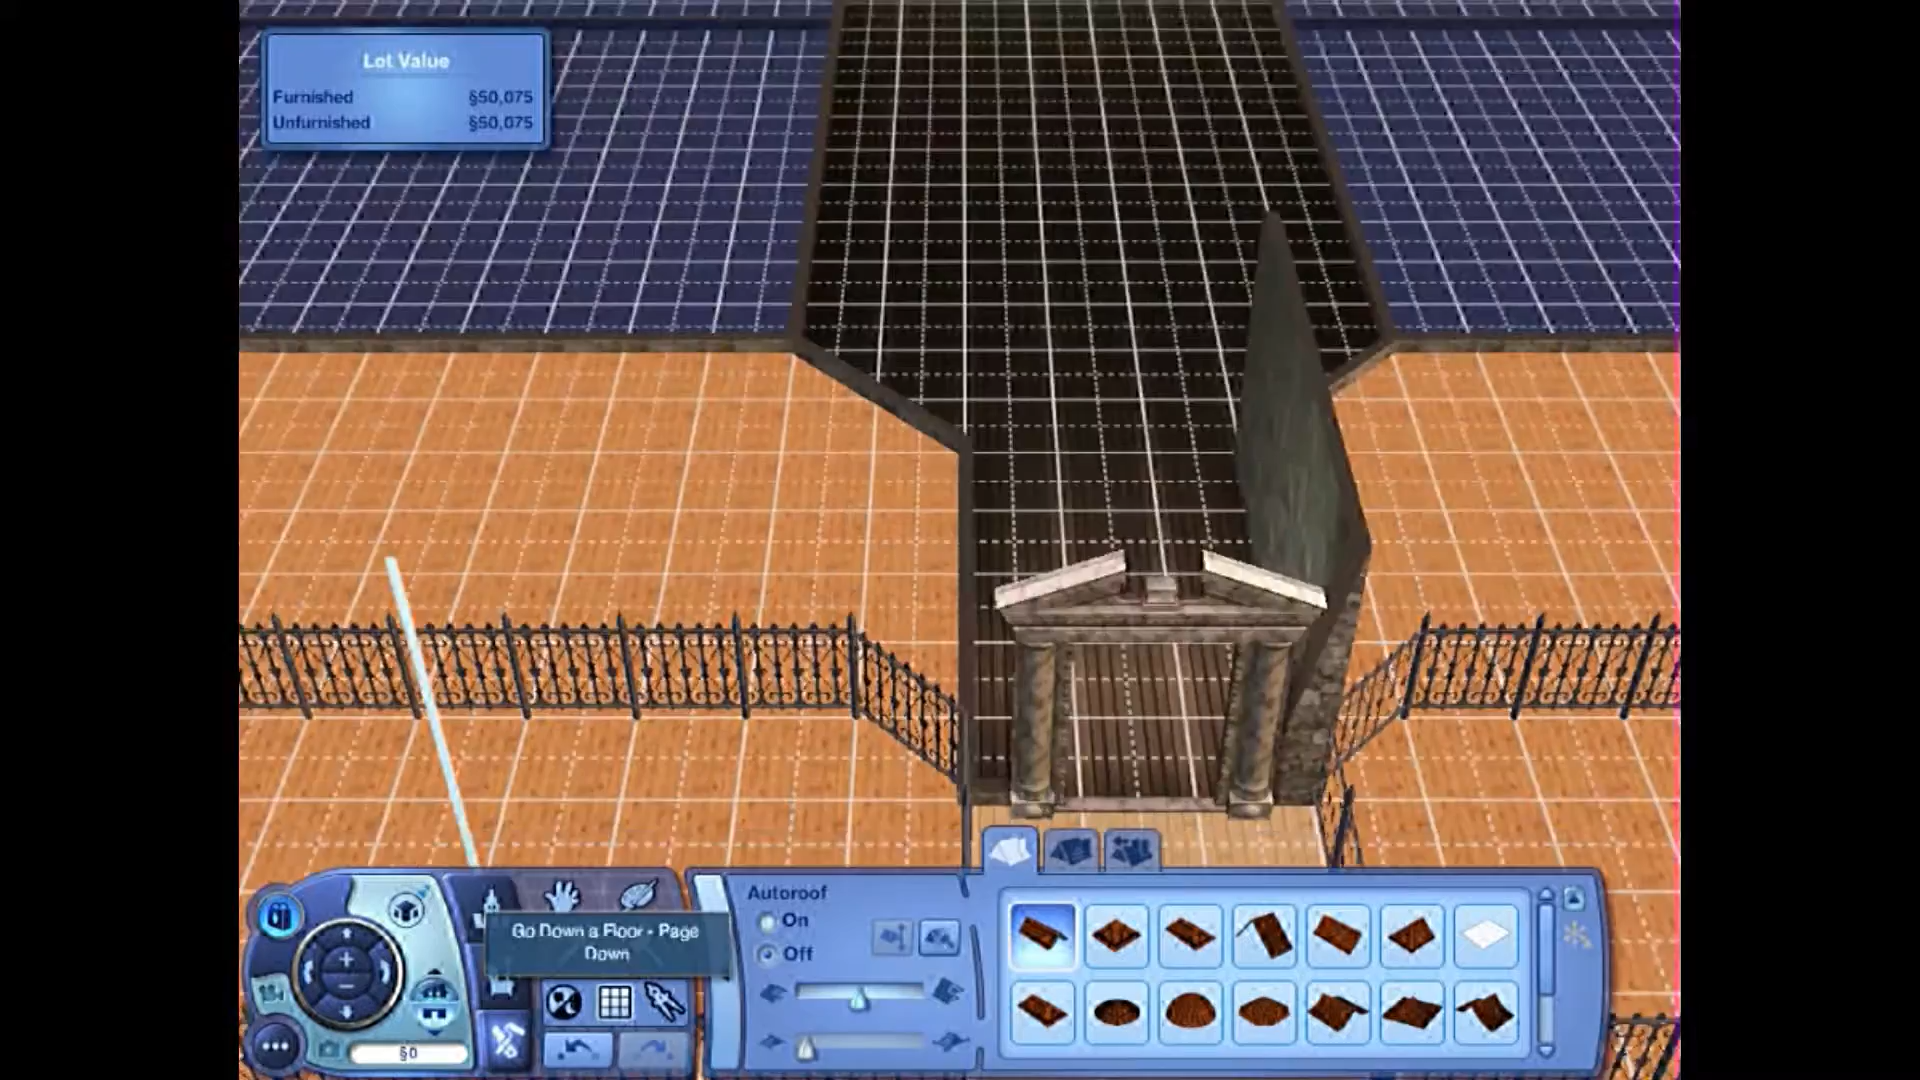 Lot Value
Furnished §50,075
Unfurnished §50,075
Autoroof
On
Off
Go Down a Floor - Page
Down
§0